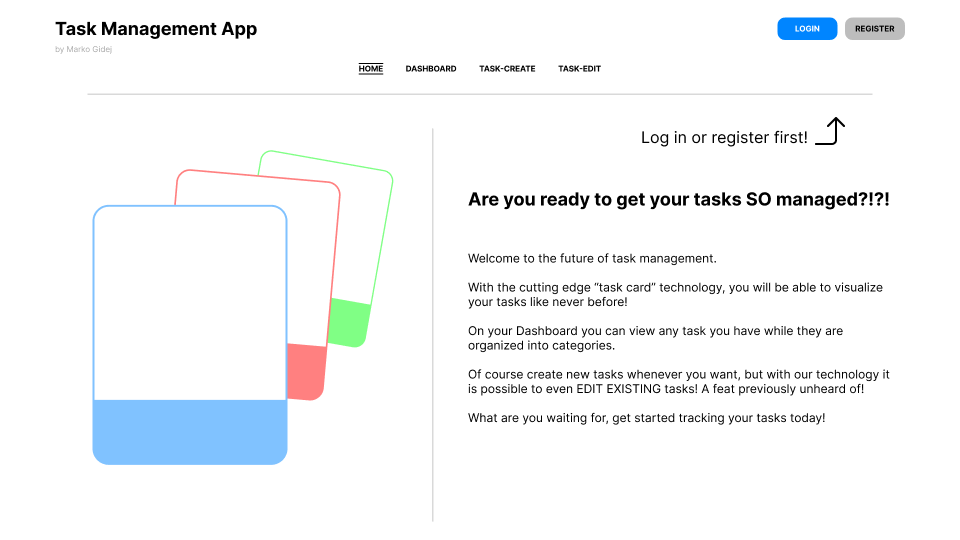 Task Management App
by Marko Gidej
LOGIN
REGISTER
HOME
DASHBOARD
TASK-CREATE
TASK-EDIT
Log in or register first!
Are you ready to get your tasks SO managed?!?!
Welcome to the future of task management.
With the cutting edge “task card” technology, you will be able to visualize
your tasks like never before!
On your Dashboard you can view any task you have while they are
organized into categories.
Of course create new tasks whenever you want, but with our technology it
is possible to even EDIT EXISTING tasks! A feat previously unheard of!
What are you waiting for, get started tracking your tasks today!